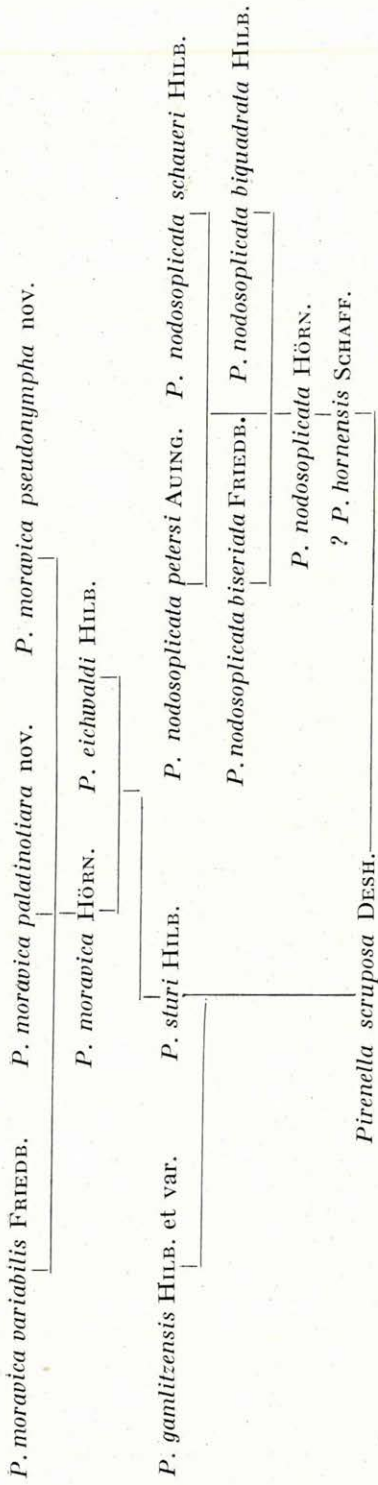 P. moravica variabilis FRIEDB. P. moravica palatinotiara nov. P. moravica pseudonympha nov.
P. moravica HÖRN. P. eichwaldi HILB.
P. gamlitzensis HILB. et var. P. sturi HILB. P. nodosoplicata petersi AUING. P. nodosoplicata schaueri HILB.
P. nodosoplicata biseriata FRIEDB. P. nodosoplicata biquadrata HILB.
P. nodosoplicata HÖRN.
? P. hornensis SCHAFF.
Pirenella scruposa DESH.